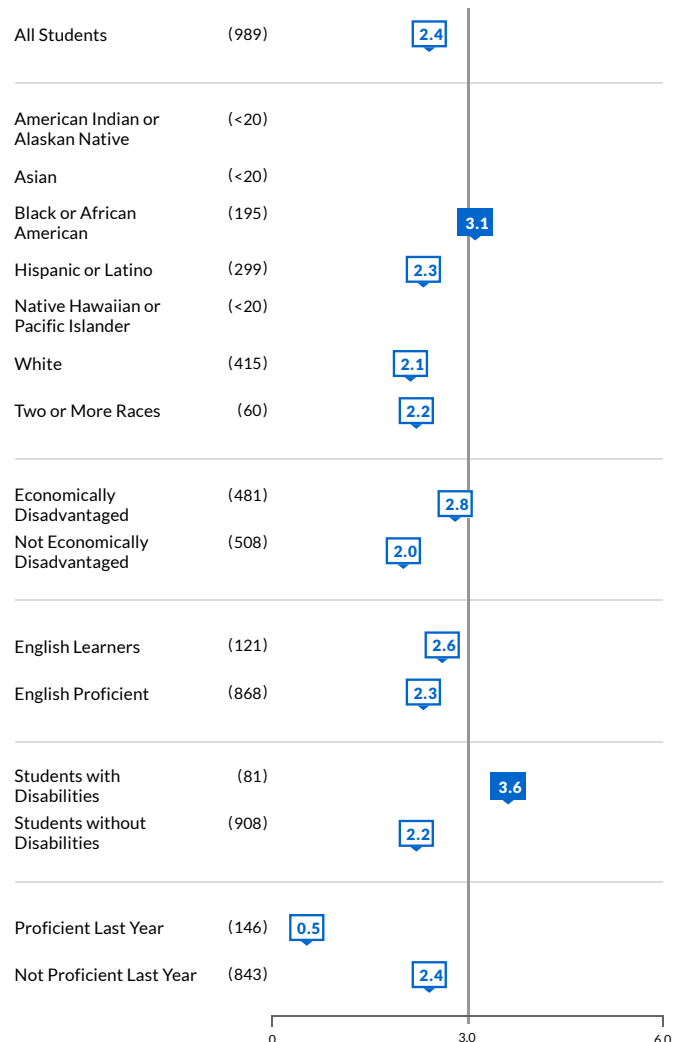 All Students (989) 2.4
American Indian or (<20)
Alaskan Native
Asian (<20)
Black or African (195) 3.1
American
Hispanic or Latino (299) 2.3
Native Hawaiian or (<20)
Pacific Islander
White (415) 2.1
Two or More Races (60) 2.2
Economically (481) 2.8
Disadvantaged
Not Economically (508) 2.0
Disadvantaged
English Learners (121) 2.6
English Proficient (868) 2.3
Students with (81) 3.6
Disabilities
Students without (908) 2.2
Disabilities
Proficient Last Year (146) 0.5
Not Proficient Last Year (843) 2.4
0 3.0 6.0